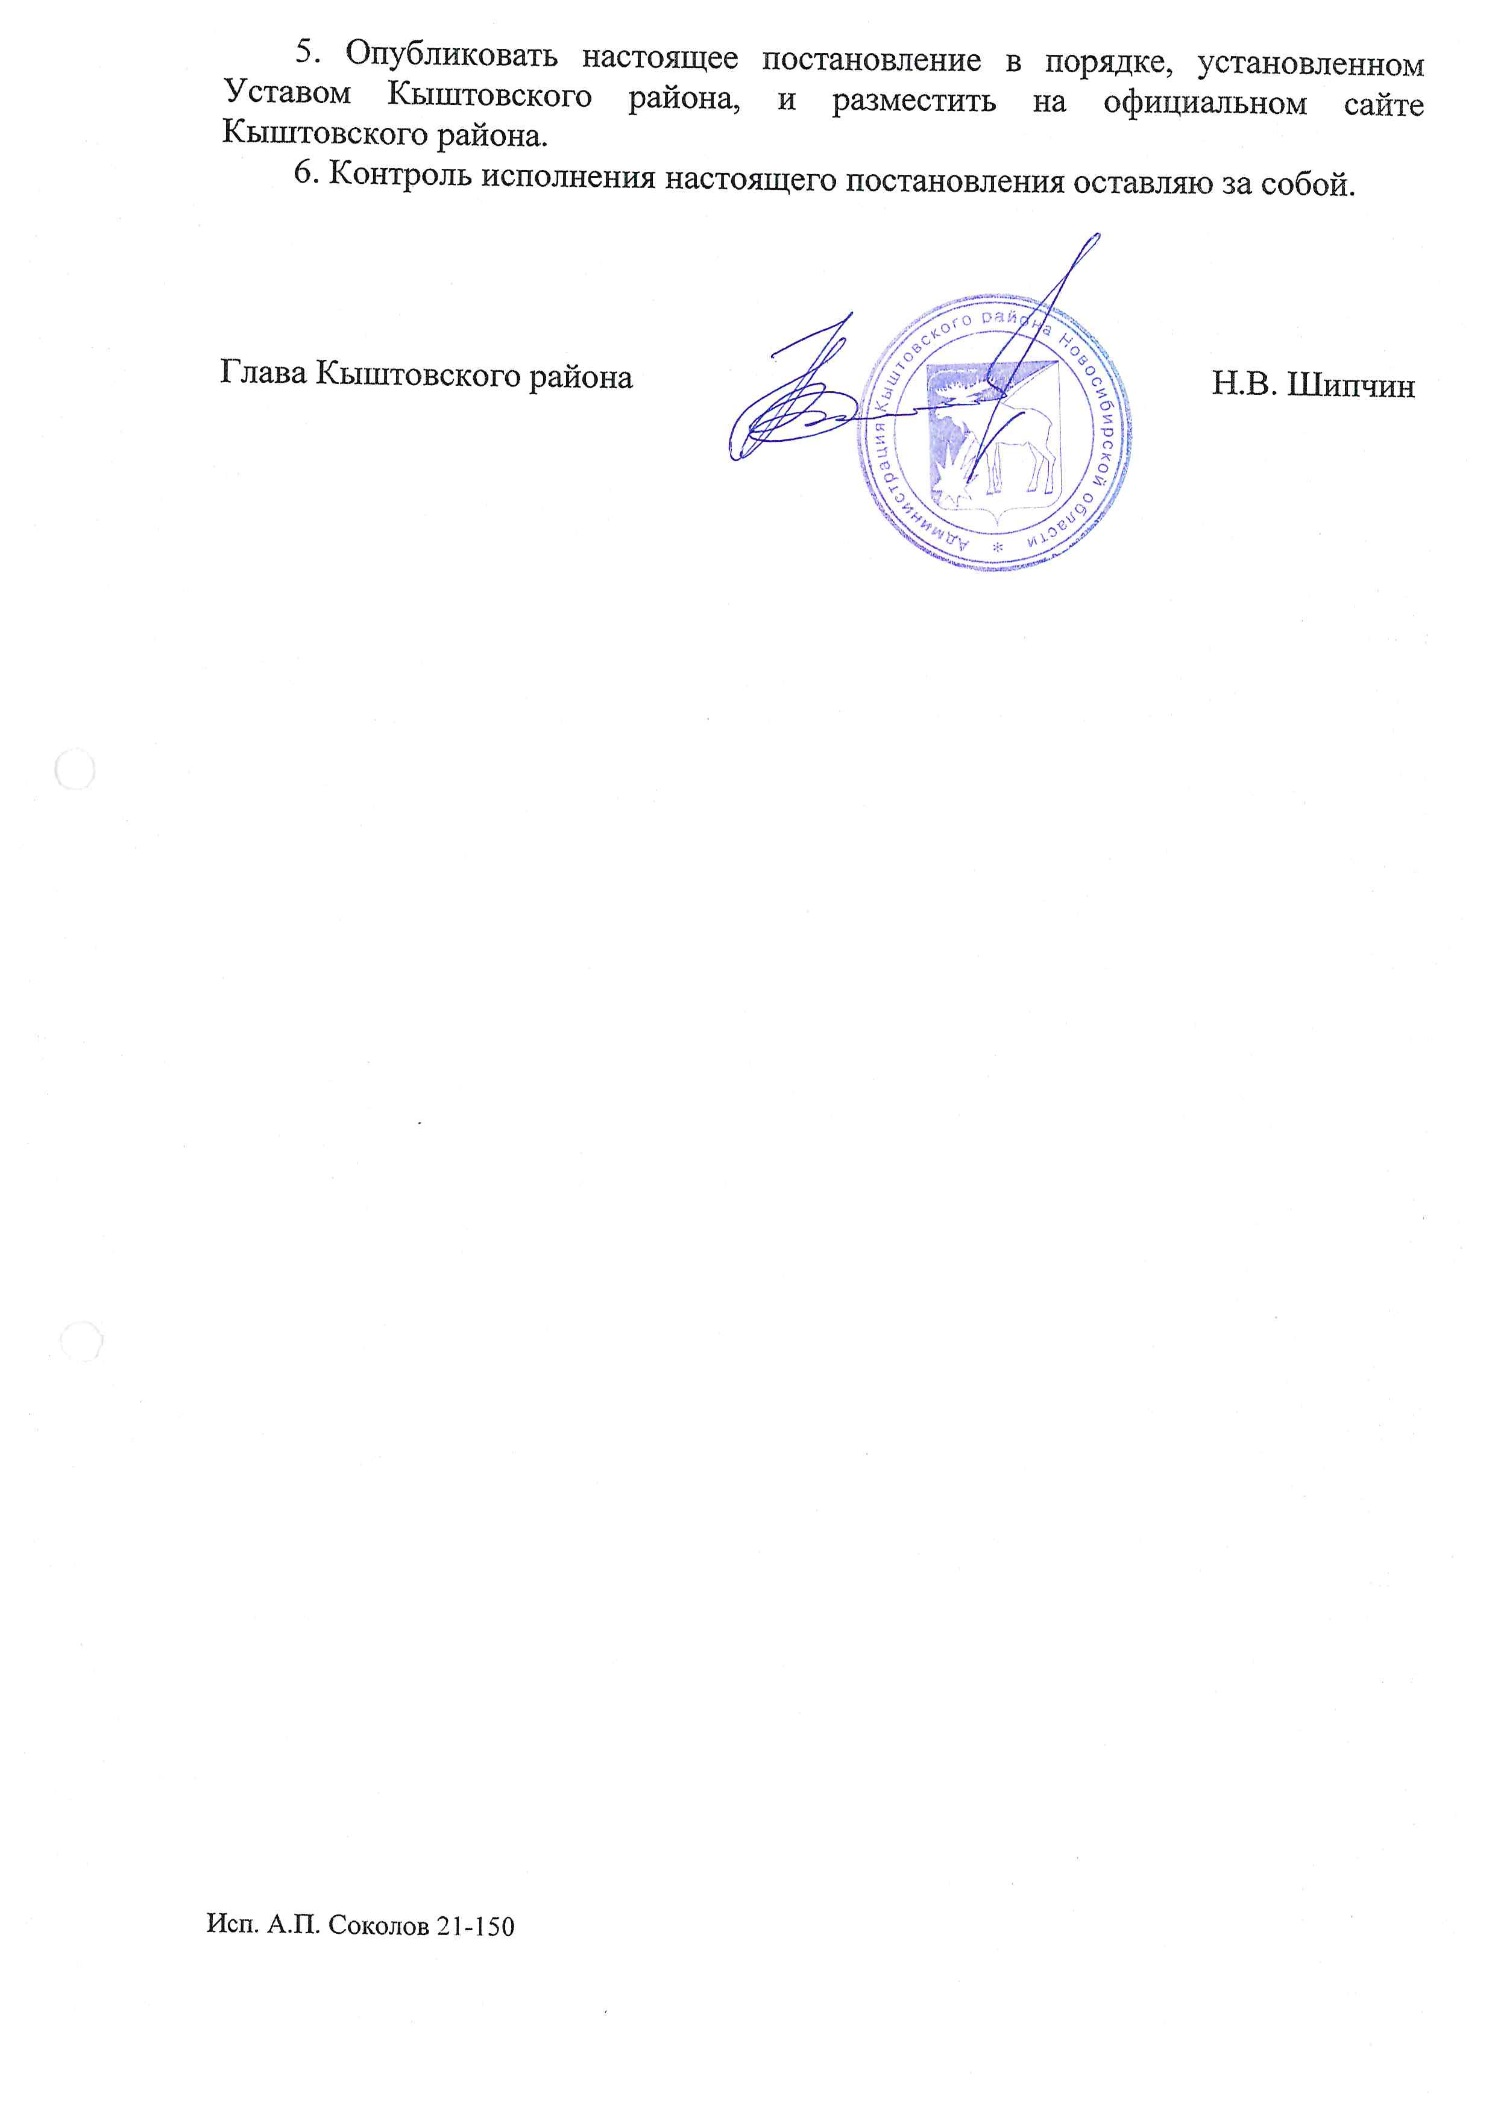 5. Опубликовать настоящее постановление в порядке, установленном
Уставом Кыштовского района, и разместить на официальном сайте
Кыштовского района.
6. Контроль исполнения настоящего постановления оставляю за собой.
Глава Кыштовского района
Администрация Кыштовского района Новосибирской области *
Н.В. Шипчин
Исп. А.П. Соколов 21-150